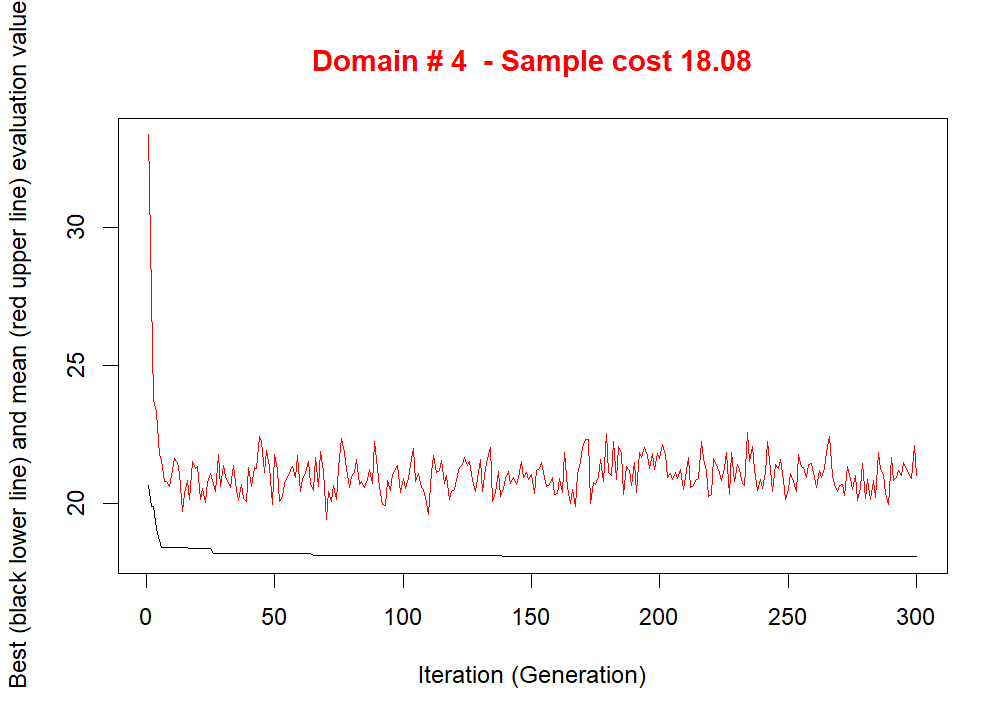 Domain # 4  - Sample cost 18.08
Best (black lower line) and mean (red upper line) evaluation value
30
25
20
0 50 100 150 200 250 300
Iteration (Generation)